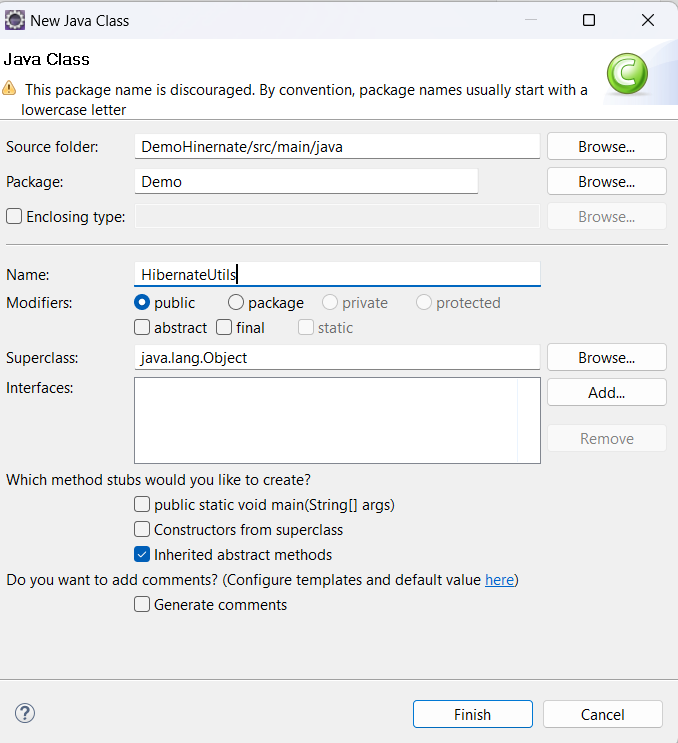 New Java Class
Java Class
This package name is discouraged. By convention, package names usually start with a
lowercase letter
Source folder: DemoHinernate/src/main/java Browse...
Package: Demo Browse...
Enclosing type: Browse...
Name: HibernateUtils
Modifiers: public package private protected
abstract final static
Superclass: java.lang.Object Browse...
Interfaces: Add...
Remove
Which method stubs would you like to create?
public static void main(String[] args)
Constructors from superclass
Inherited abstract methods
Do you want to add comments? (Configure templates and default value here)
Generate comments
Finish Cancel